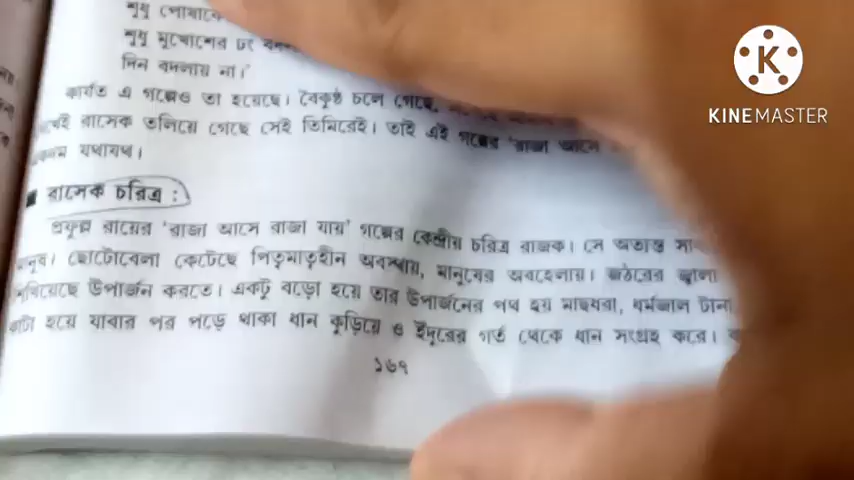 শুধু পোষাকে
শুধু মুখোশের ঢং
দিন বদলায় না।’
কার্যত এ গল্পেও তা হয়েছে। বৈকুণ্ঠ চলে গেছে,
রাসেক তলিয়ে গেছে সেই তিমিরেই। তাই এই গল্পের ‘রাজা আসে
যথাযথ।
■ রাসেক চরিত্র :
প্রফুল্ল রায়ের ‘রাজা আসে রাজা যায়’ গল্পের কেন্দ্রীয় চরিত্র রাজক। সে অত্যন্ত
মানুষ। ছোটোবেলা কেটেছে পিতৃমাতৃহীন অবস্থায়, মানুষের অবহেলায়। জঠরের জ্বালা
শিখিয়েছে উপার্জন করতে। একটু বড়ো হয়ে তার উপার্জনের পথ হয় মাছধরা, ধর্মজাল টানা
কাটা হয়ে যাবার পর পড়ে থাকা ধান কুড়িয়ে ও ইঁদুরের গর্ত থেকে ধান সংগ্রহ করে।
১৬৭
KINEMASTER